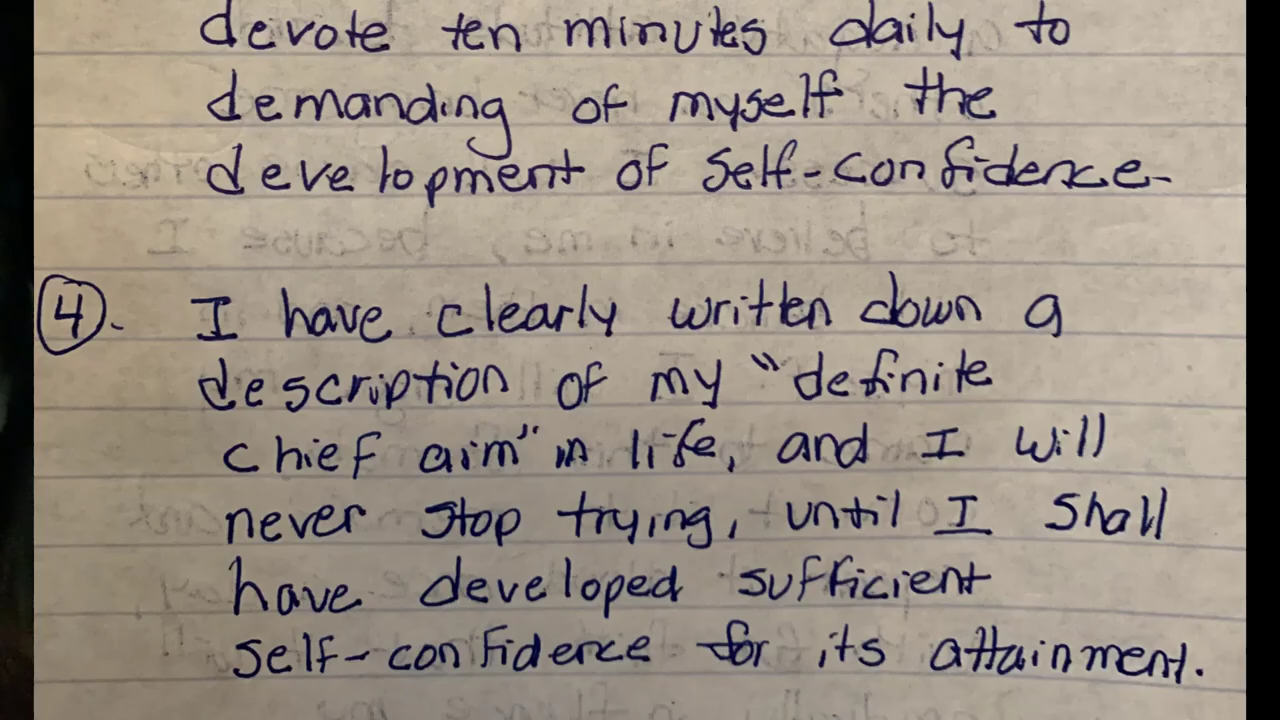 devote ten minutes daily to
demanding of myself the
development of self-confidence.
4. I have clearly written down a
description of my "definite
chief aim" in life, and I will
never stop trying, until I shall
have developed sufficient
self-confidence for its attainment.